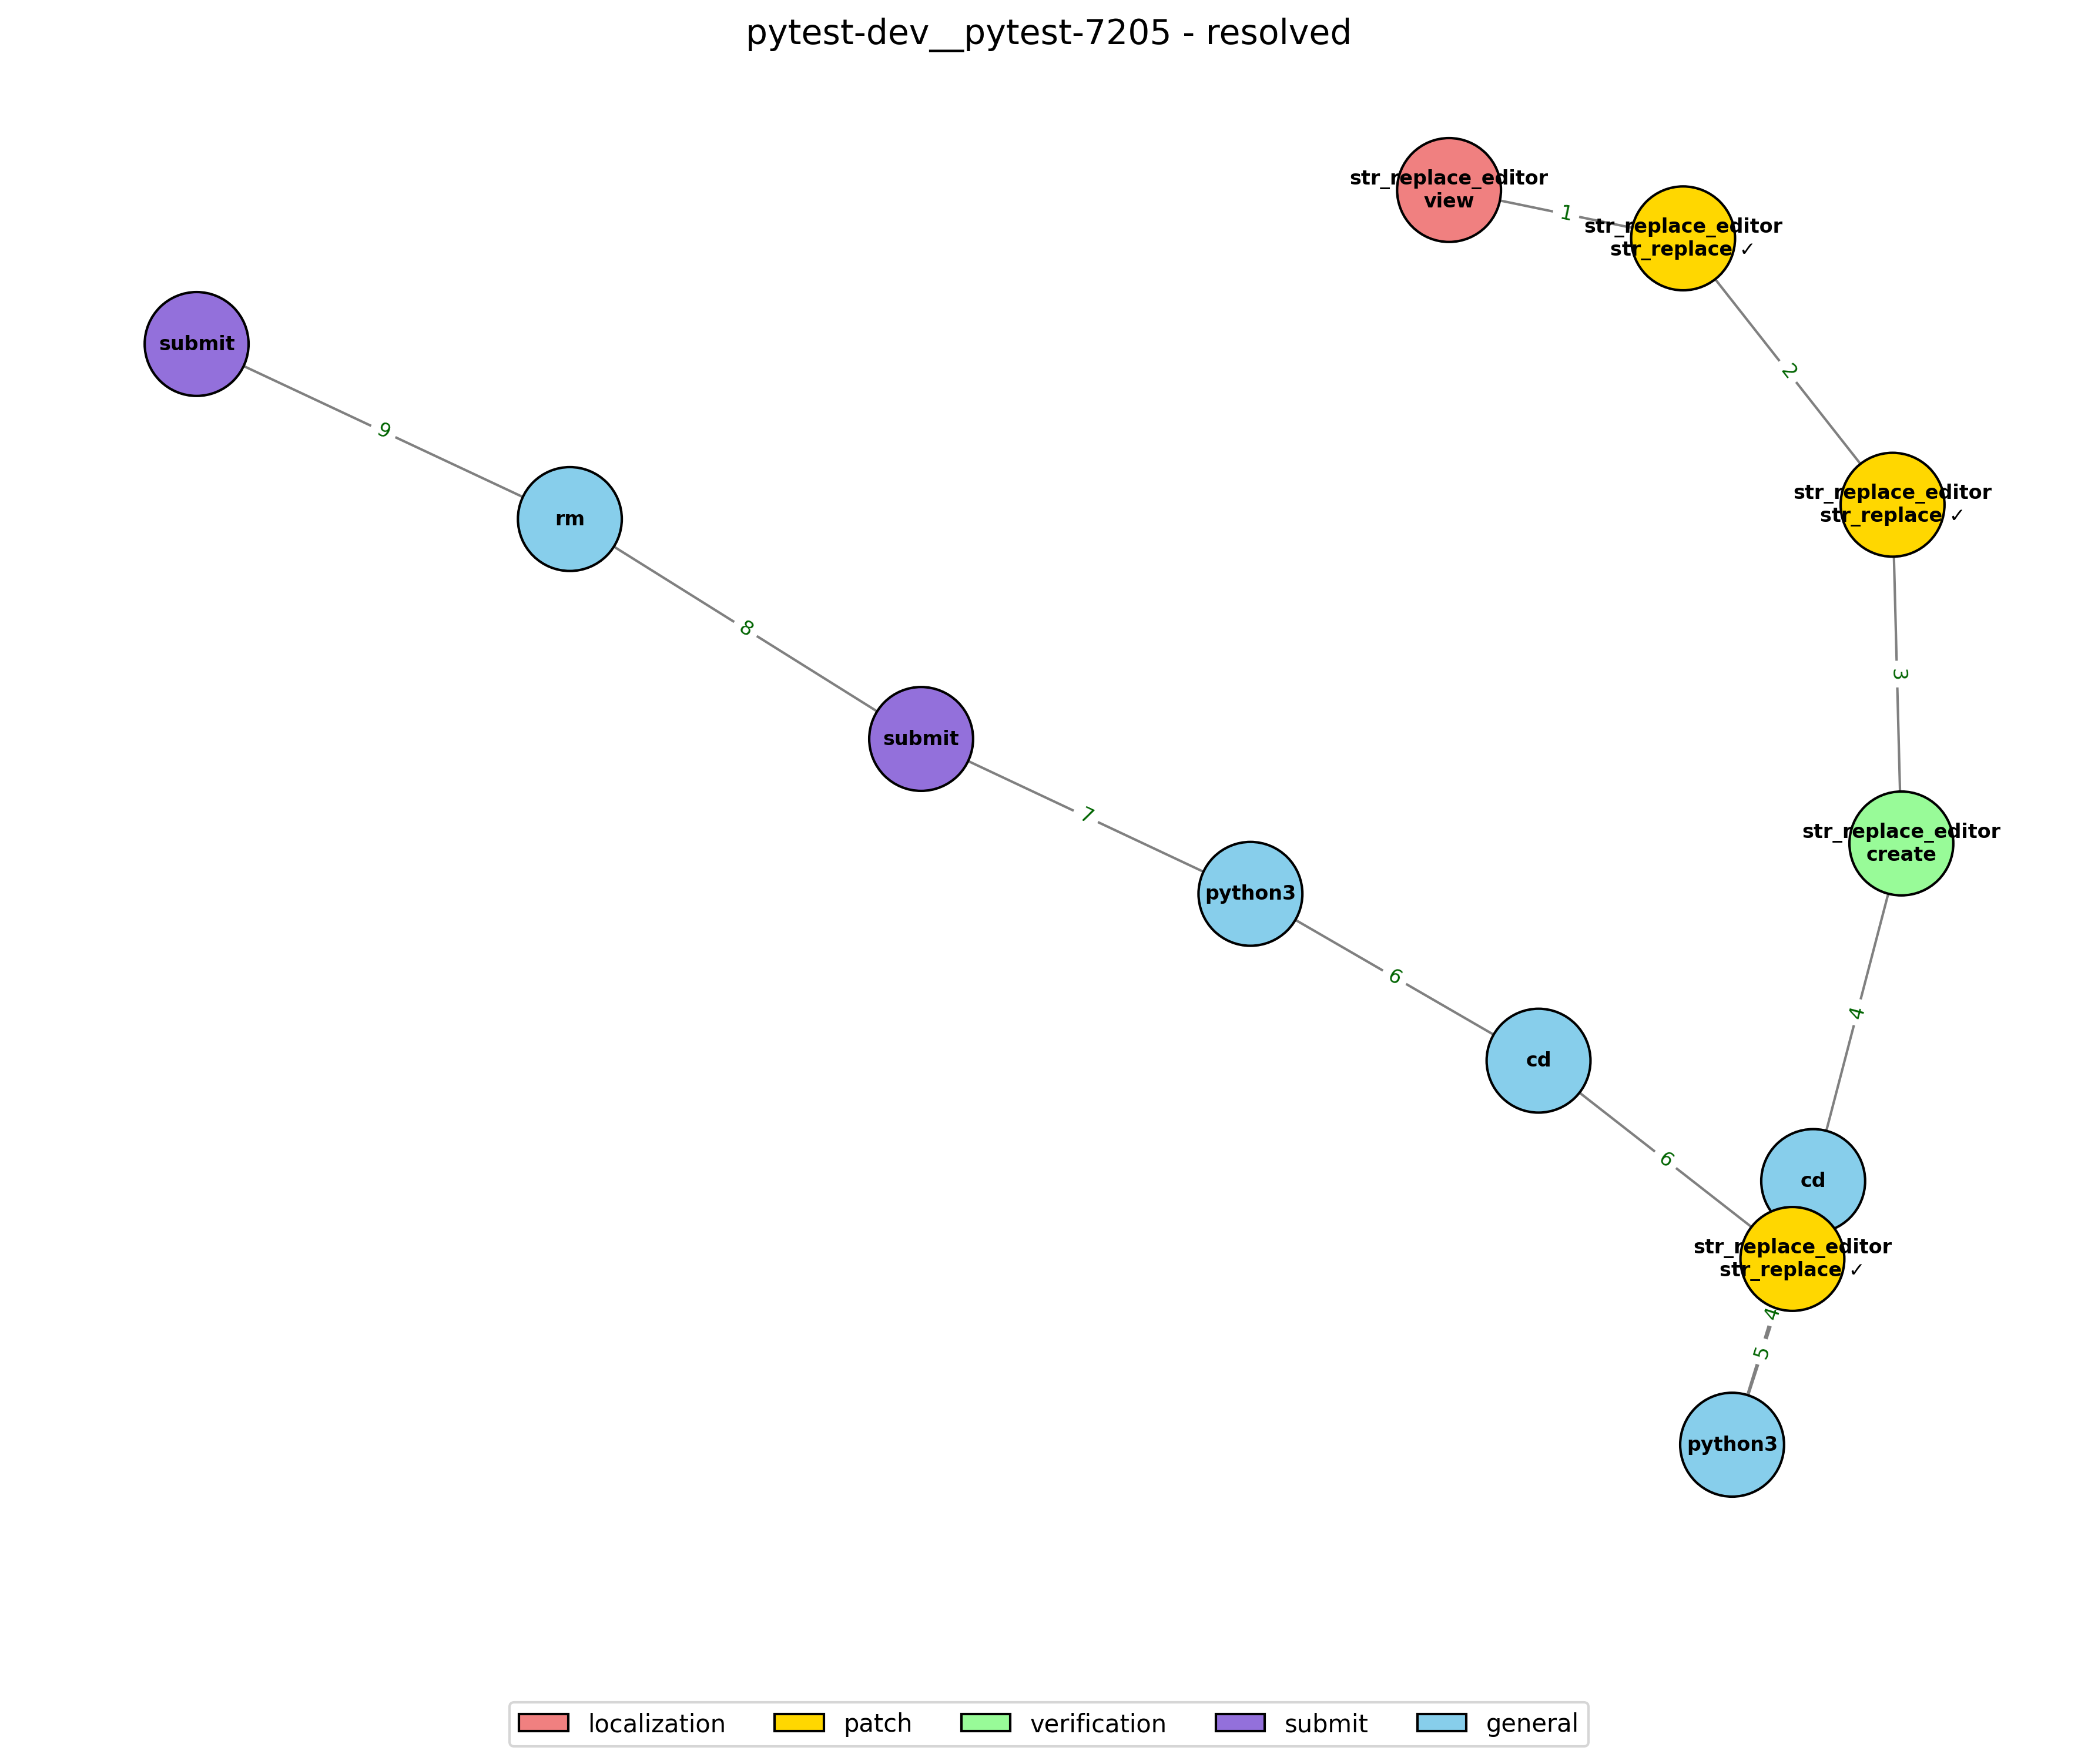 pytest-dev__pytest-7205 - resolved
str_replace_editor
view
1
str_replace_editor
str_replace ✓
2
submit
9
str_replace_editor
str_replace ✓
rm
8
3
submit
7
str_replace_editor
create
python3
6
4
cd
6
cd
str_replace_editor
str_replace ✓
4
5
python3
localization
patch
verification
submit
general